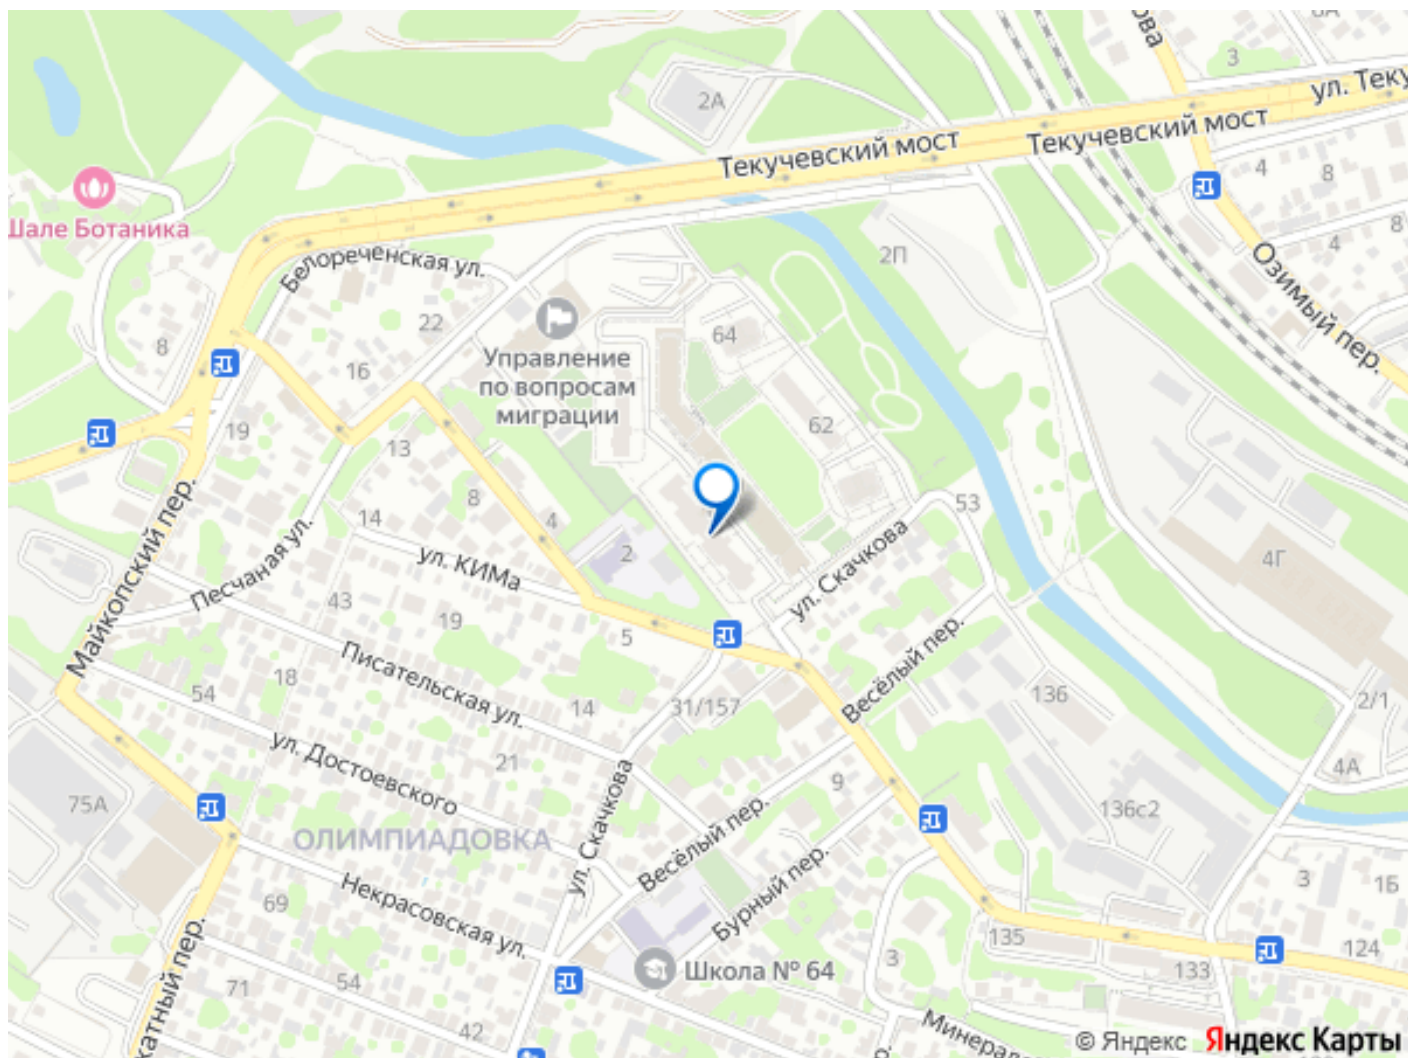 6А
3
ул. Теку
2А
Текучевский мост
Текучевский мост
4
8
Шале Ботаника
2П
4
8
Белореченская ул.
Озимый пер.
22
64
8
Управление
по вопросам
миграции
16
62
19
13
8
53
14
4
Майкопский пер.
Песчаная ул.
ул. КИМа
2
ул. Скачкова
4Г
43
19
5
Весёлый пер.
Писательская ул.
18
54
14
31/157
136
2/1
ул. Достоевского
21
4А
75А
9
136с2
ОЛИМПИАДОВКА
ул. Скачкова
Весёлый пер.
Бурный пер.
3
1Б
Некрасовская ул.
69
135
124
Школа № 64
3
133
54
71
42
© Яндекс
Яндекс Карты